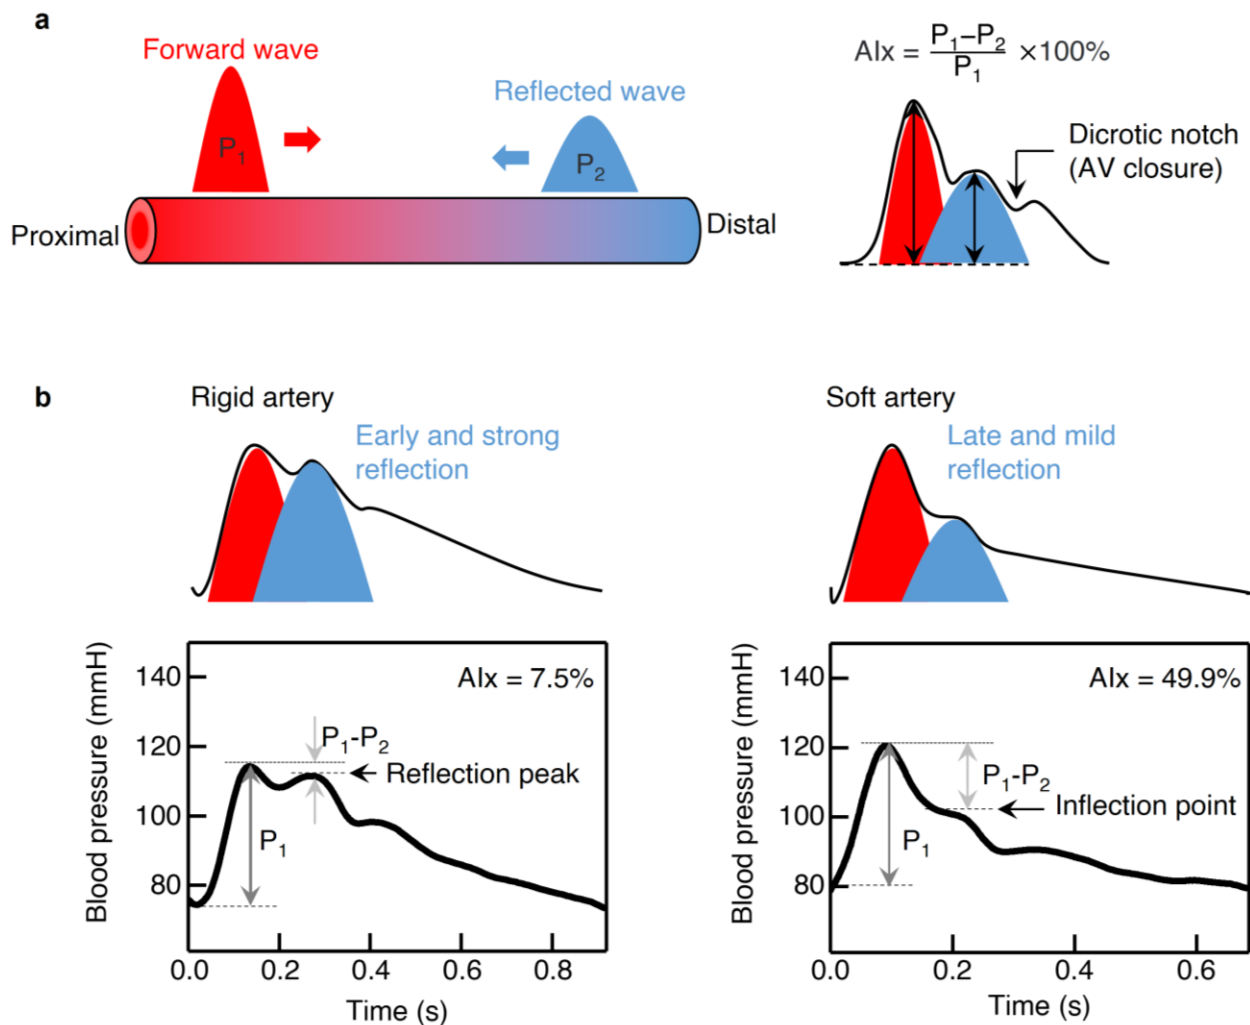 a
Forward wave
P1
Reflected wave
P2
Proximal
Distal
AIx = P1–P2 / P1 ×100%
Dicrotic notch
(AV closure)
b
Rigid artery
Early and strong
reflection
Soft artery
Late and mild
reflection
Blood pressure (mmH)
140
120
100
80
AIx = 7.5%
P1-P2
Reflection peak
P1
0.0 0.2 0.4 0.6 0.8
Time (s)
Blood pressure (mmH)
140
120
100
80
AIx = 49.9%
P1-P2
Inflection point
P1
0.0 0.2 0.4 0.6
Time (s)